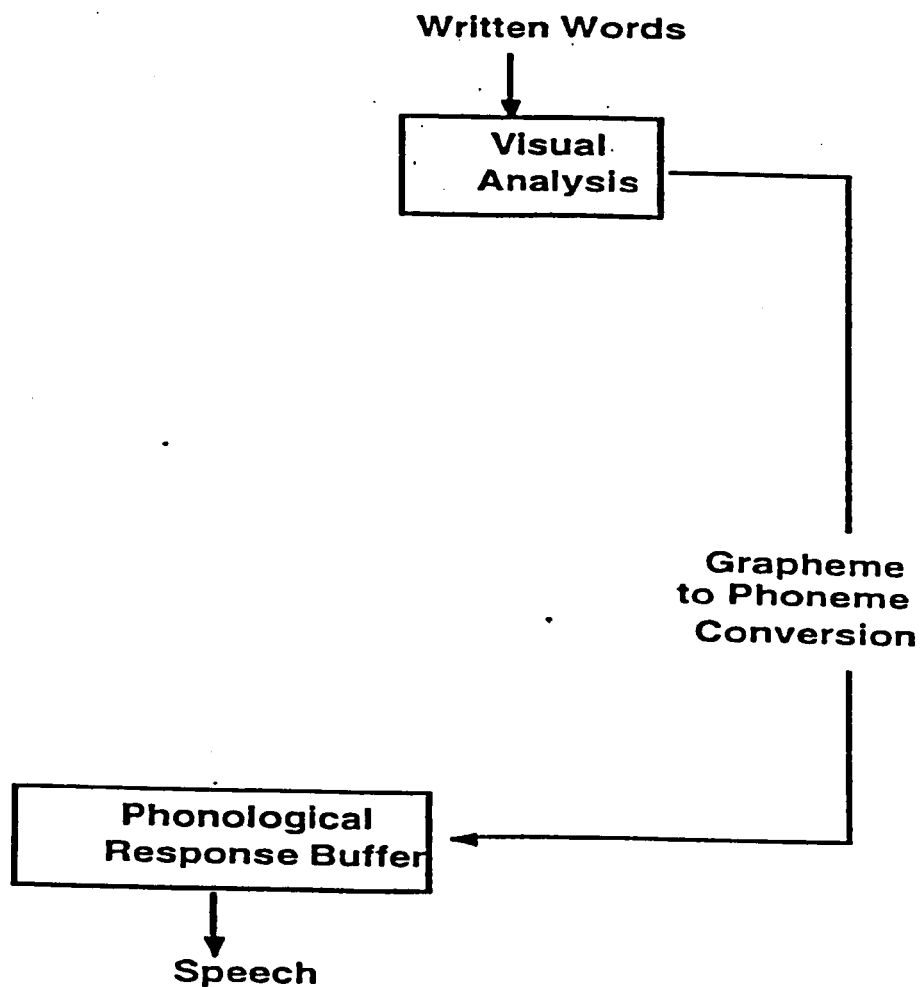 Written Words
Visual
Analysis
Grapheme
to Phoneme
Conversion
Phonological
Response Buffer
Speech